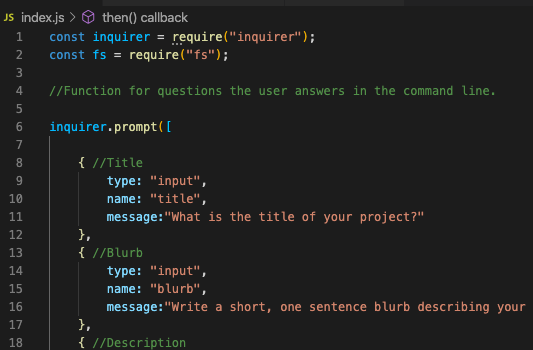 JS index.js > then() callback
1 const inquirer = require("inquirer");
2 const fs = require("fs");
3
4 //Function for questions the user answers in the command line.
5
6 inquirer.prompt([
7
8 { //Title
9 type: "input",
10 name: "title",
11 message:"What is the title of your project?"
12 },
13 { //Blurb
14 type: "input",
15 name: "blurb",
16 message:"Write a short, one sentence blurb describing your
17 },
18 { //Description